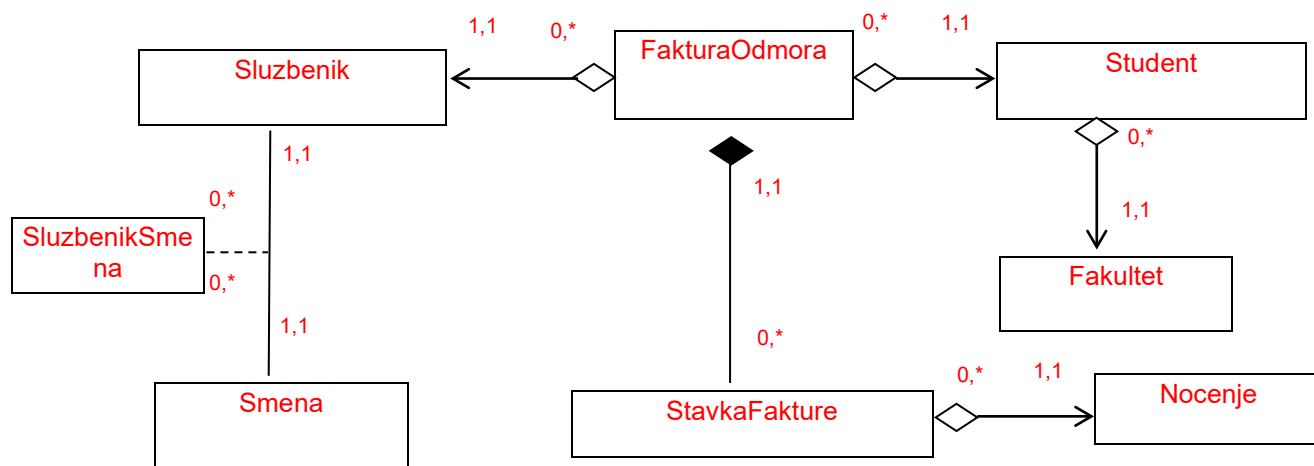 1,1
0,*
0,*
1,1
Sluzbenik
FakturaOdmora
Student
1,1
0,*
1,1
0,*
1,1
SluzbenikSme
na
0,*
Fakultet
1,1
0,*
0,*
1,1
Smena
StavkaFakture
Nocenje